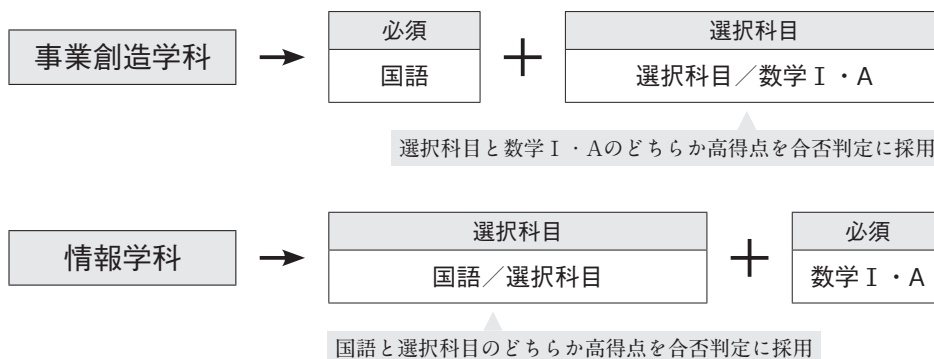 事業創造学科
→
必須
国語
＋
選択科目
選択科目／数学Ⅰ・A
選択科目と数学Ⅰ・Aのどちらか高得点を合否判定に採用
情報学科
→
選択科目
国語／選択科目
＋
必須
数学Ⅰ・A
国語と選択科目のどちらか高得点を合否判定に採用